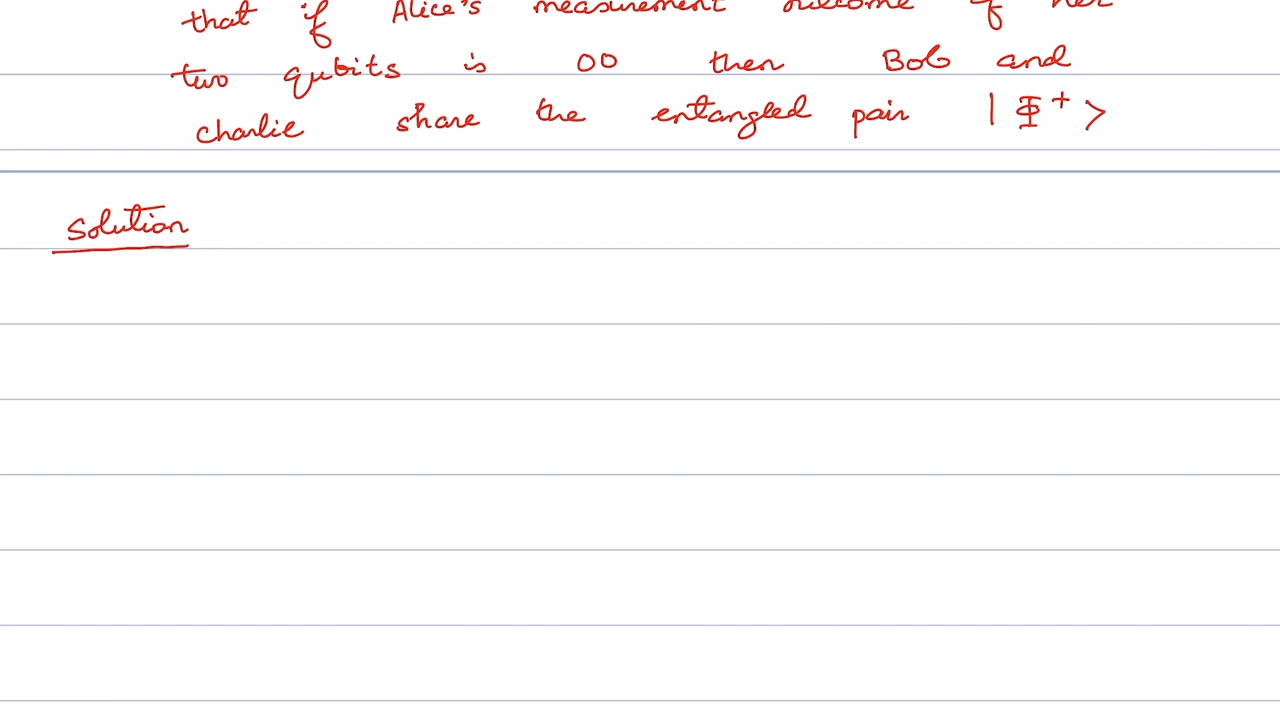 that if Alice's measurement outcome of her
two qubits is 00 then Bob and
charlie share the entangled pair |Φ⁺>
Solution